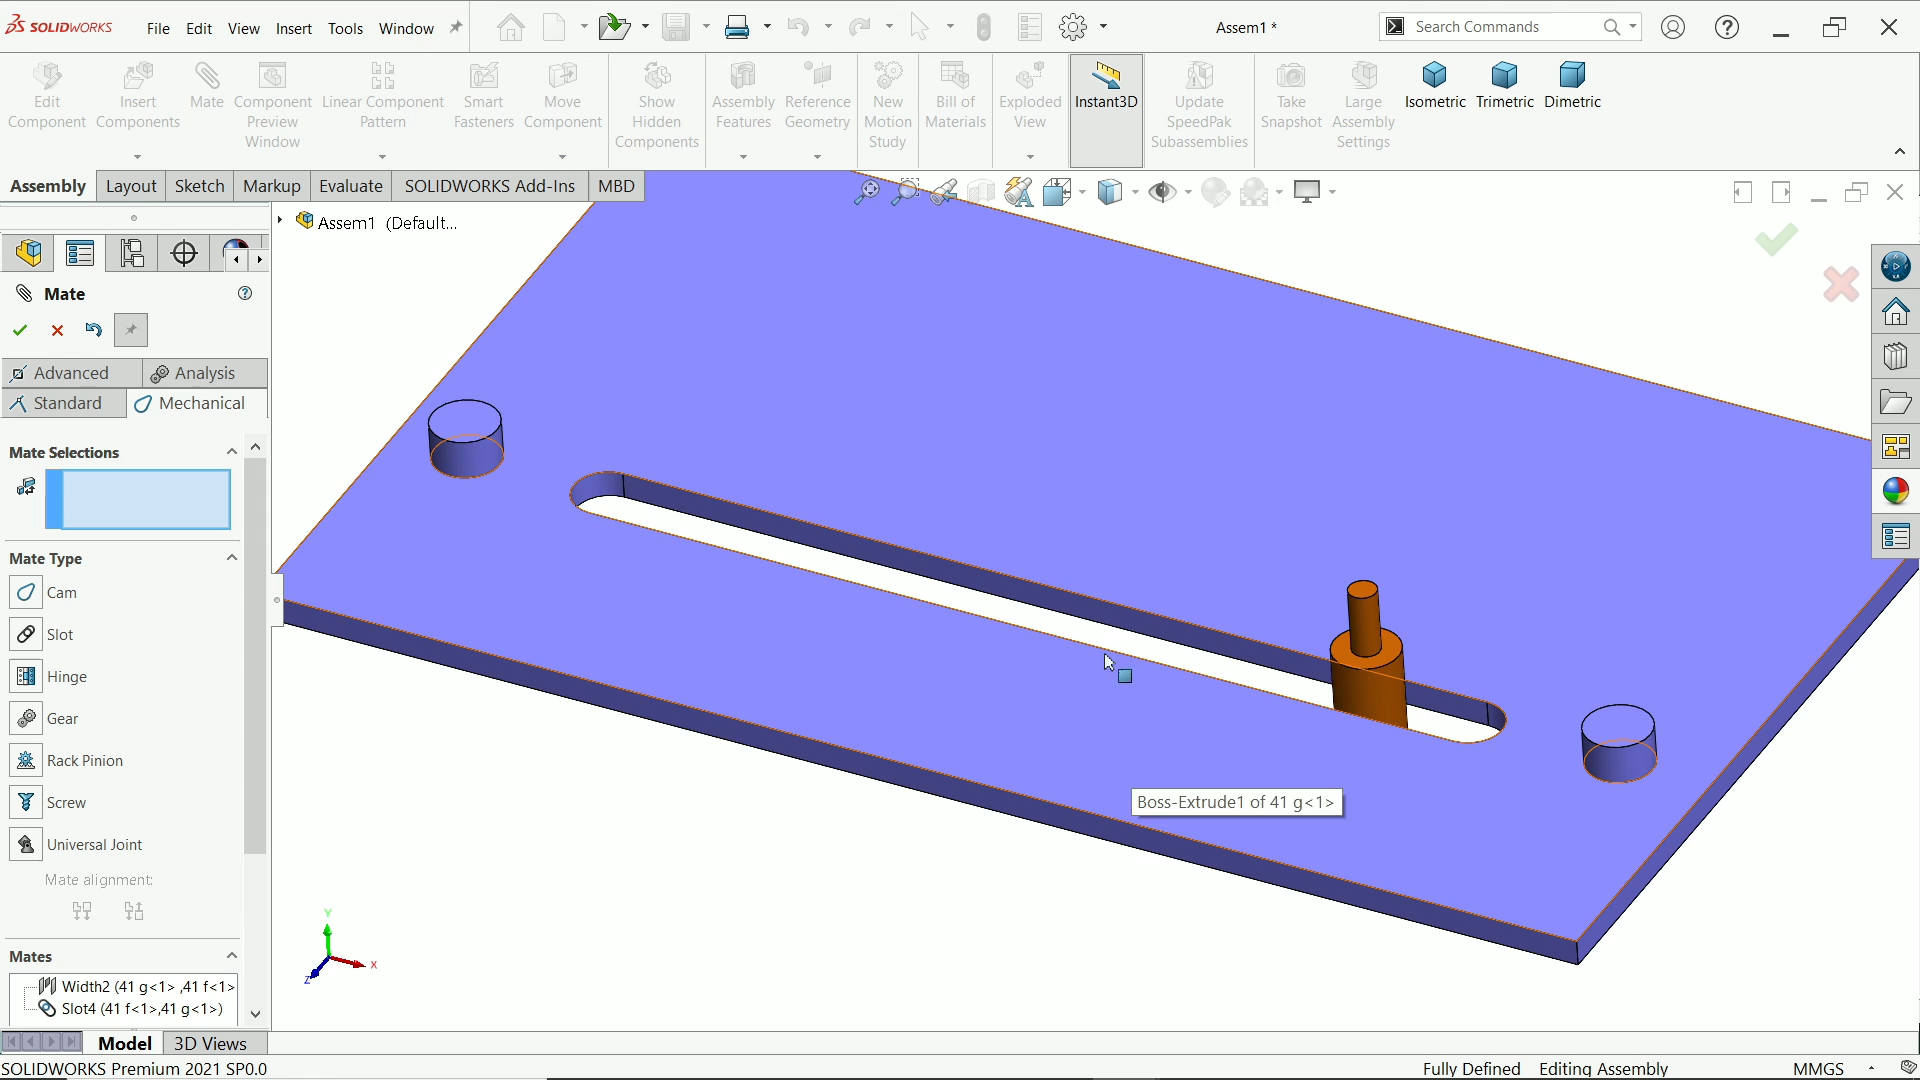 SOLIDWORKS File Edit View Insert Tools Window Assem1 * Search Commands
Edit Component
Insert Components
Mate
Component Preview Window
Linear Component Pattern
Smart Fasteners
Move Component
Show Hidden Components
Assembly Features
Reference Geometry
New Motion Study
Bill of Materials
Exploded View
Instant3D
Update SpeedPak Subassemblies
Take Snapshot
Large Assembly Settings
Isometric
Trimetric
Dimetric
Assembly Layout Sketch Markup Evaluate SOLIDWORKS Add-Ins MBD
Assem1 (Default...
Mate
Advanced Analysis
Standard Mechanical
Mate Selections
Mate Type
Cam
Slot
Hinge
Gear
Rack Pinion
Screw
Universal Joint
Mate alignment:
Mates
Width2 (41 g<1> ,41 f<1>
Slot4 (41 f<1>,41 g<1>)
Boss-Extrude1 of 41 g<1>
Y
X
Z
Model 3D Views
SOLIDWORKS Premium 2021 SP0.0 Fully Defined Editing Assembly MMGS